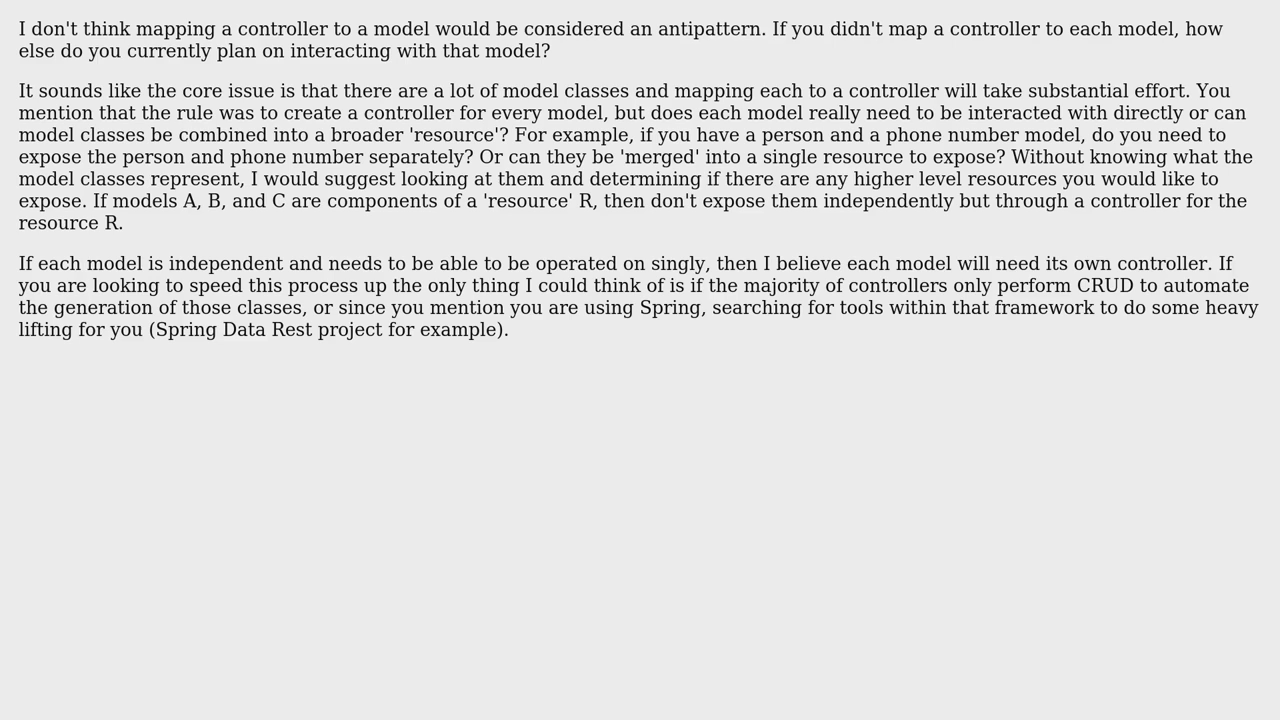 I don't think mapping a controller to a model would be considered an antipattern. If you didn't map a controller to each model, how
else do you currently plan on interacting with that model?
It sounds like the core issue is that there are a lot of model classes and mapping each to a controller will take substantial effort. You
mention that the rule was to create a controller for every model, but does each model really need to be interacted with directly or can
model classes be combined into a broader 'resource'? For example, if you have a person and a phone number model, do you need to
expose the person and phone number separately? Or can they be 'merged' into a single resource to expose? Without knowing what the
model classes represent, I would suggest looking at them and determining if there are any higher level resources you would like to
expose. If models A, B, and C are components of a 'resource' R, then don't expose them independently but through a controller for the
resource R.
If each model is independent and needs to be able to be operated on singly, then I believe each model will need its own controller. If
you are looking to speed this process up the only thing I could think of is if the majority of controllers only perform CRUD to automate
the generation of those classes, or since you mention you are using Spring, searching for tools within that framework to do some heavy
lifting for you (Spring Data Rest project for example).